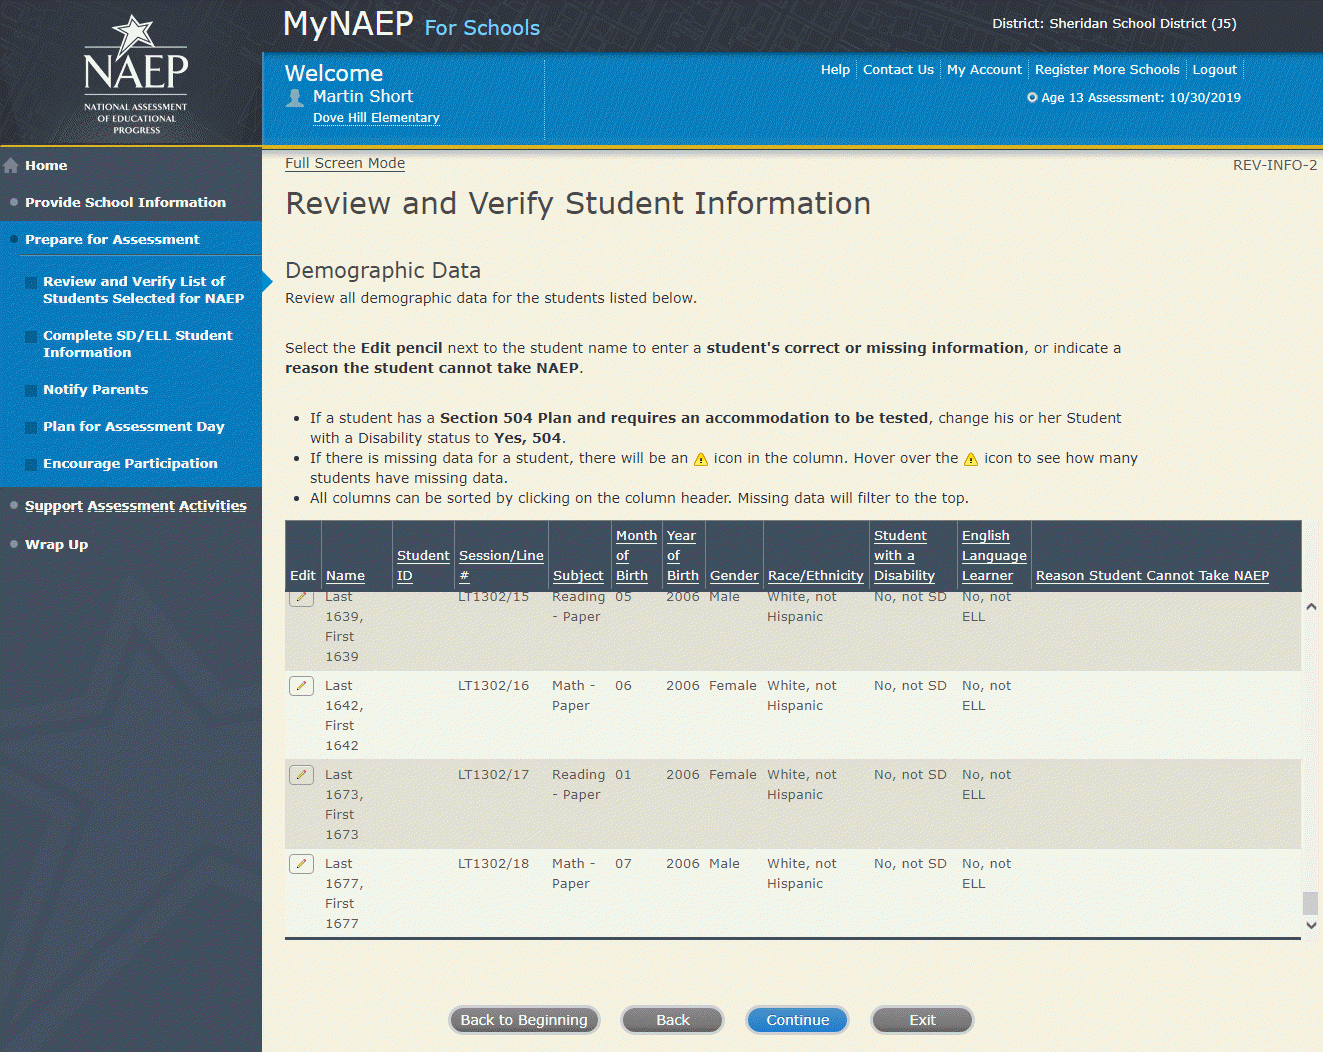 NAEP
NATIONAL ASSESSMENT
OF EDUCATIONAL
PROGRESS
MyNAEP For Schools
District: Sheridan School District (J5)
Welcome
Martin Short
Dove Hill Elementary
Help
Contact Us
My Account
Register More Schools
Logout
Age 13 Assessment: 10/30/2019
Home
Provide School Information
Prepare for Assessment
Review and Verify List of
Students Selected for NAEP
Complete SD/ELL Student
Information
Notify Parents
Plan for Assessment Day
Encourage Participation
Support Assessment Activities
Wrap Up
Full Screen Mode
REV-INFO-2
Review and Verify Student Information
Demographic Data
Review all demographic data for the students listed below.
Select the Edit pencil next to the student name to enter a student's correct or missing information, or indicate a
reason the student cannot take NAEP.
• If a student has a Section 504 Plan and requires an accommodation to be tested, change his or her Student
with a Disability status to Yes, 504.
• If there is missing data for a student, there will be an icon in the column. Hover over the icon to see how many
students have missing data.
• All columns can be sorted by clicking on the column header. Missing data will filter to the top.
Month Year Student English
Student Session/Line of of with a Language
Edit Name ID # Subject Birth Birth Gender Race/Ethnicity Disability Learner Reason Student Cannot Take NAEP
Last LT1302/15 Reading 05 2006 Male White, not No, not SD No, not
1639, - Paper Hispanic ELL
First
1639
Last LT1302/16 Math - 06 2006 Female White, not No, not SD No, not
1642, Paper Hispanic ELL
First
1642
Last LT1302/17 Reading 01 2006 Female White, not No, not SD No, not
1673, - Paper Hispanic ELL
First
1673
Last LT1302/18 Math - 07 2006 Male White, not No, not SD No, not
1677, Paper Hispanic ELL
First
1677
Back to Beginning
Back
Continue
Exit